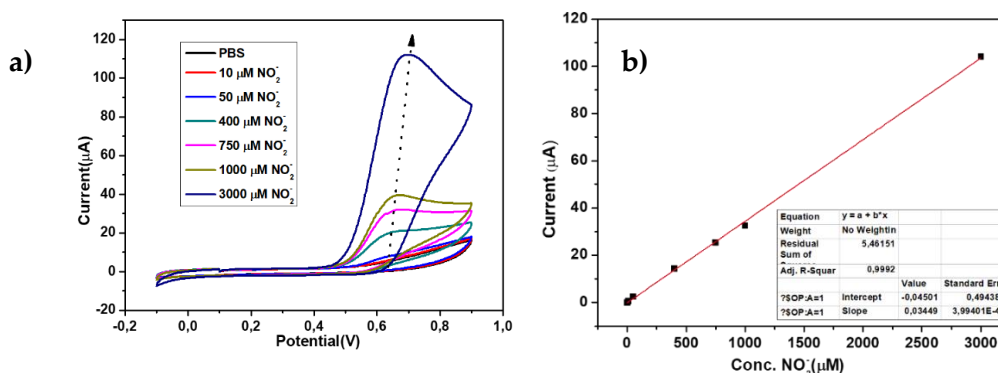 a)
120
100
80
60
40
20
0
-20
Current(μA)
PBS
10 μM NO₂⁻
50 μM NO₂⁻
400 μM NO₂⁻
750 μM NO₂⁻
1000 μM NO₂⁻
3000 μM NO₂⁻
-0,2 0,0 0,2 0,4 0,6 0,8 1,0
Potential(V)
b)
120
100
80
60
40
20
0
Current (μA)
Equation y = a + b*x
Weight No Weightin
Residual 5,46151
Sum of
Adj. R-Squar 0,9992
Value Standard Err
?$OP:A=1 Intercept -0,04501 0,49438
?$OP:A=1 Slope 0,03449 3,99401E-4
0 500 1000 1500 2000 2500 3000
Conc. NO₂⁻(μM)